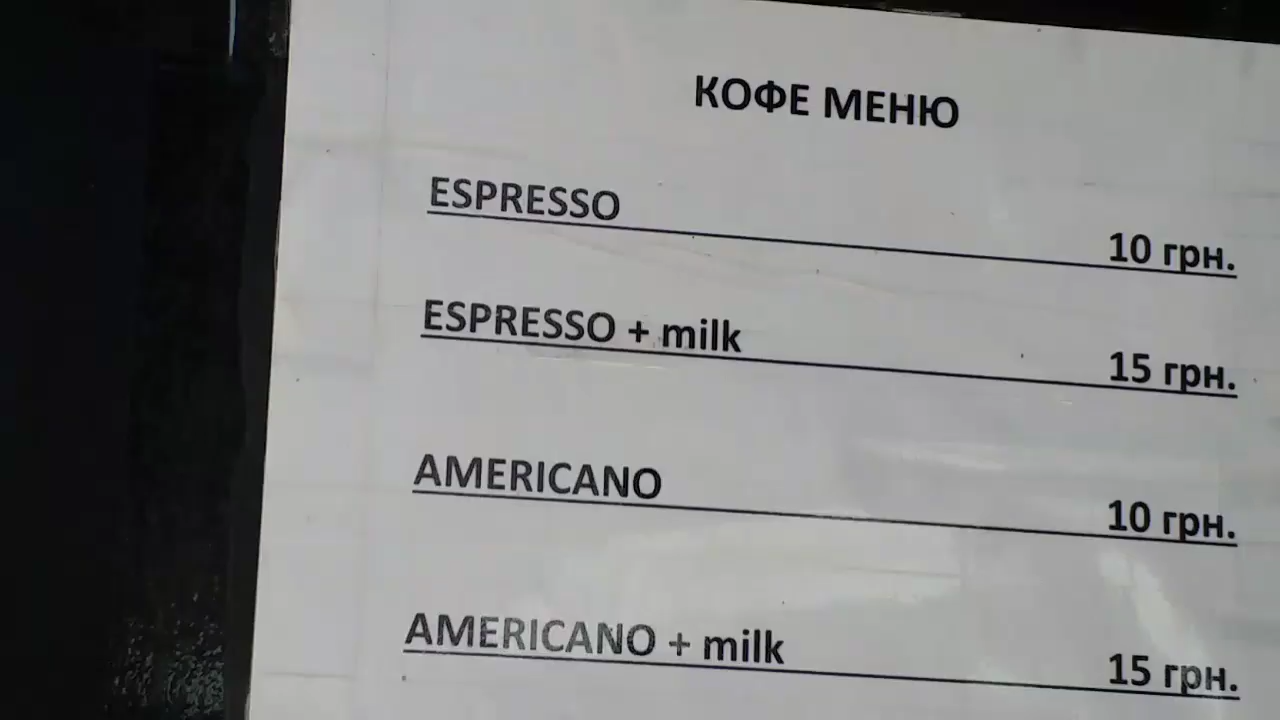 КОФЕ МЕНЮ
ESPRESSO 10 грн.
ESPRESSO + milk 15 грн.
AMERICANO 10 грн.
AMERICANO + milk 15 грн.